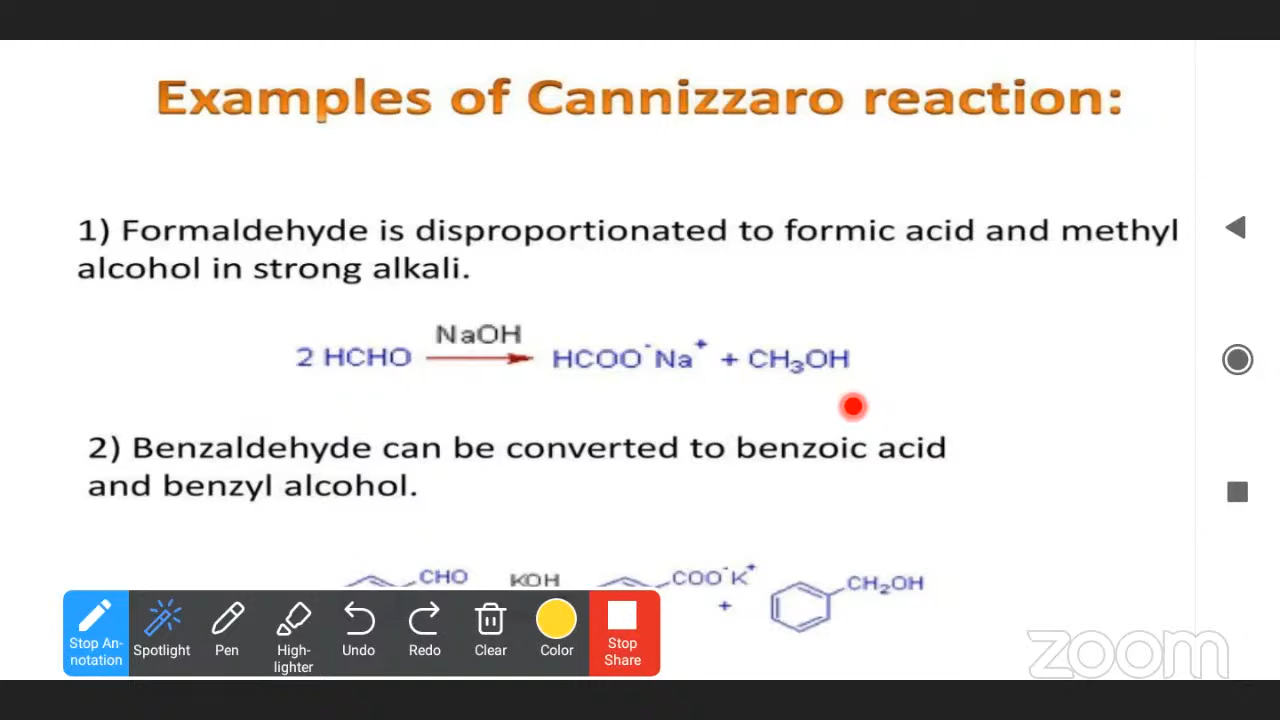 Examples of Cannizzaro reaction:
1) Formaldehyde is disproportionated to formic acid and methyl
alcohol in strong alkali.
NaOH
2 HCHO HCOO⁻Na⁺ + CH₃OH
2) Benzaldehyde can be converted to benzoic acid
and benzyl alcohol.
CHO KOH COO⁻K⁺ + CH₂OH
Stop An-
notation
Spotlight
Pen
High-
lighter
Undo
Redo
Clear
Color
Stop
Share
zoom